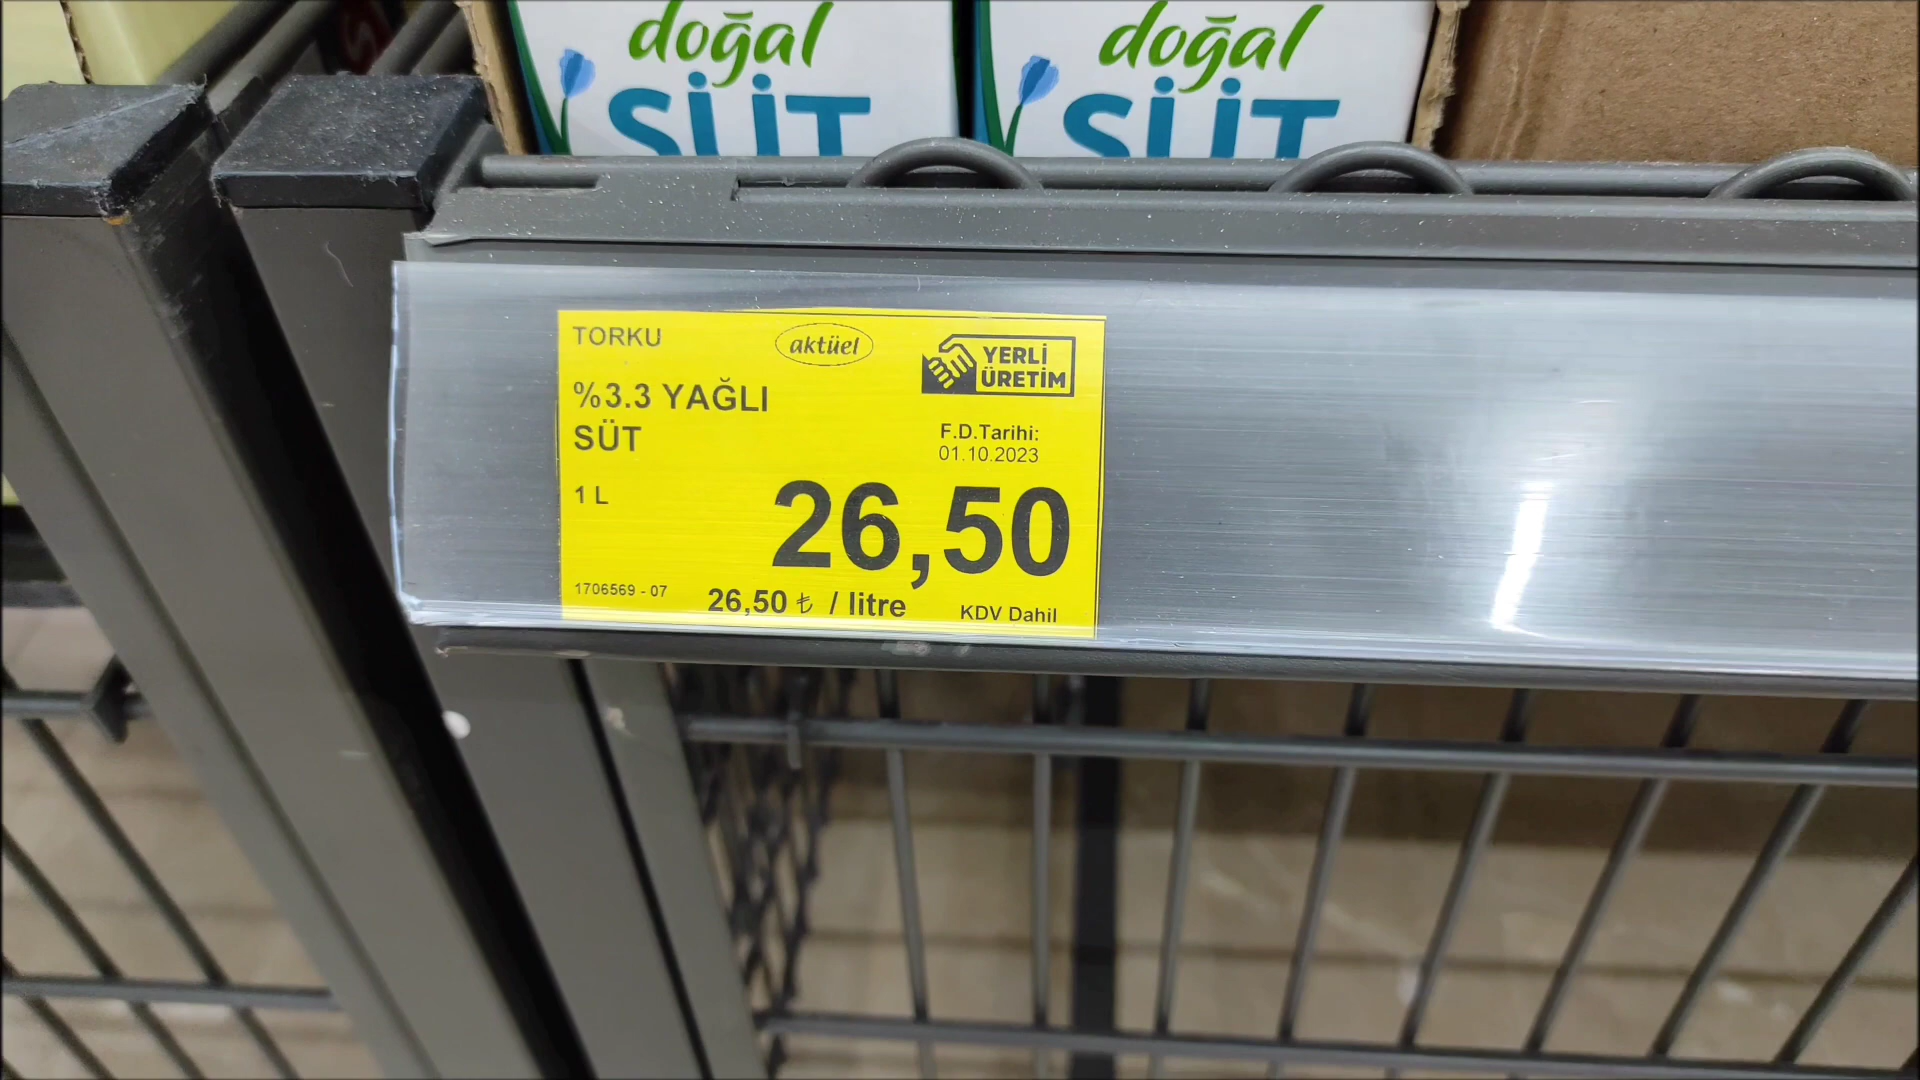 doğal
SÜT
doğal
SÜT
TORKU
aktüel
YERLİ
ÜRETİM
%3.3 YAĞLI
SÜT
F.D.Tarihi:
01.10.2023
1 L
26,50
1706569 - 07
26,50 ₺ / litre
KDV Dahil